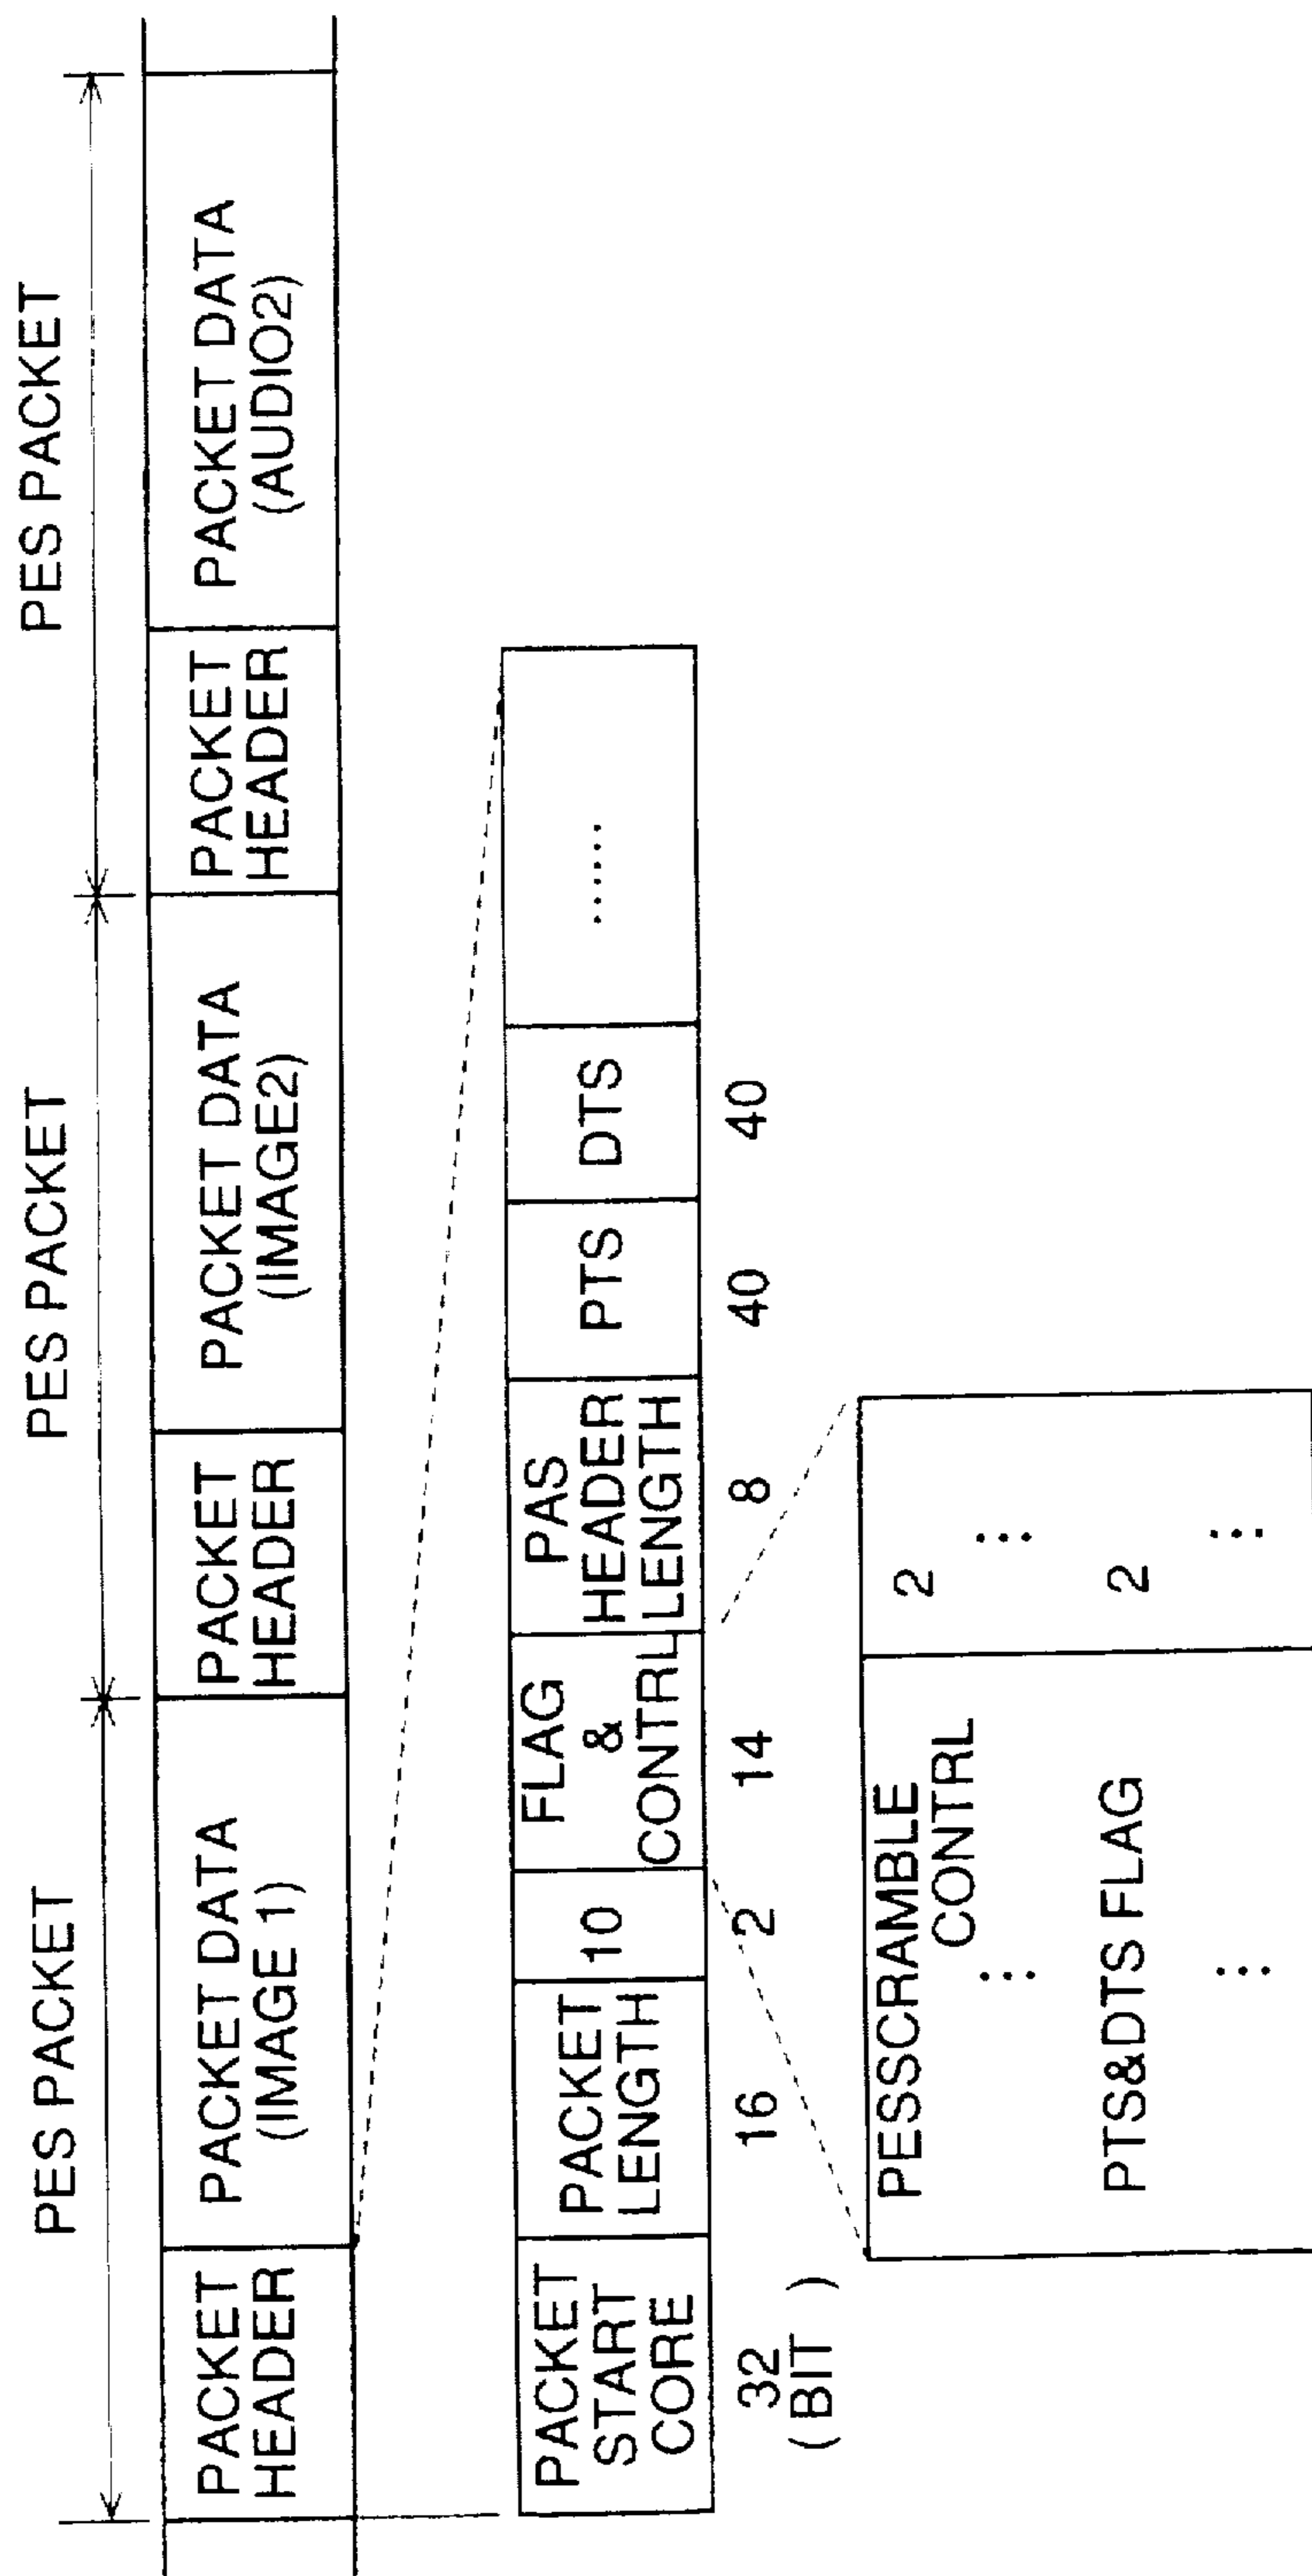 PES PACKET
PES PACKET
PES PACKET
PACKET
HEADER
PACKET DATA
(IMAGE 1)
PACKET
HEADER
PACKET DATA
(IMAGE2)
PACKET
HEADER
PACKET DATA
(AUDIO2)
PACKET
START
CORE
PACKET
LENGTH
10
FLAG
&
CONTRL
PAS
HEADER
LENGTH
PTS
DTS
......
32
(BIT )
16
2
14
8
40
40
PESSCRAMBLE
CONTRL
2
...
...
PTS&DTS FLAG
2
...
...